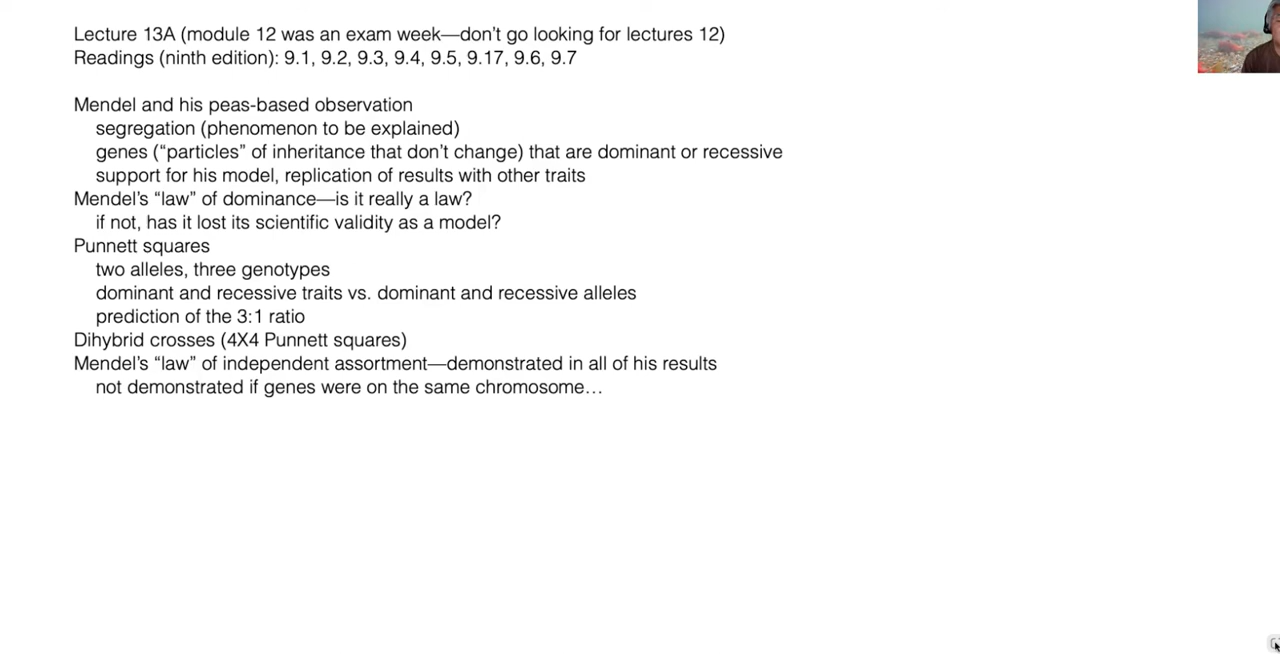 Lecture 13A (module 12 was an exam week—don’t go looking for lectures 12)
Readings (ninth edition): 9.1, 9.2, 9.3, 9.4, 9.5, 9.17, 9.6, 9.7
Mendel and his peas-based observation
segregation (phenomenon to be explained)
genes (“particles” of inheritance that don’t change) that are dominant or recessive
support for his model, replication of results with other traits
Mendel’s “law” of dominance—is it really a law?
if not, has it lost its scientific validity as a model?
Punnett squares
two alleles, three genotypes
dominant and recessive traits vs. dominant and recessive alleles
prediction of the 3:1 ratio
Dihybrid crosses (4X4 Punnett squares)
Mendel’s “law” of independent assortment—demonstrated in all of his results
not demonstrated if genes were on the same chromosome…